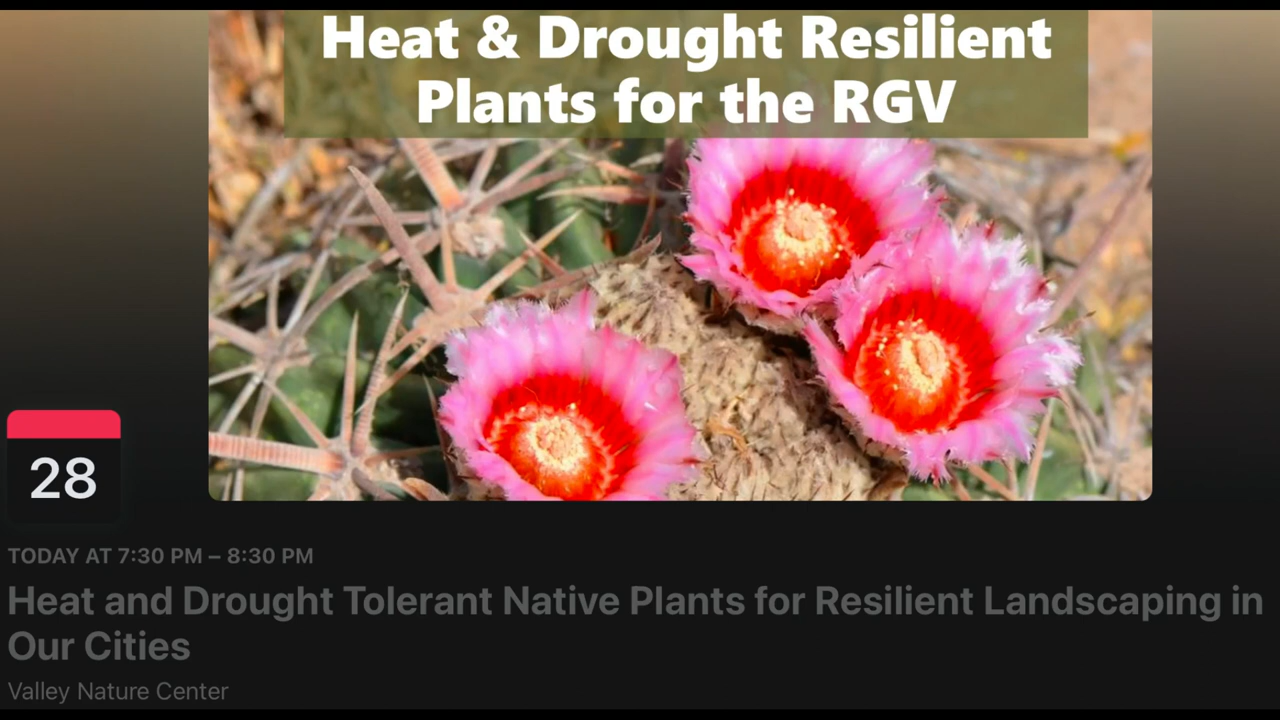 Heat & Drought Resilient
Plants for the RGV
28
TODAY AT 7:30 PM – 8:30 PM
Heat and Drought Tolerant Native Plants for Resilient Landscaping in
Our Cities
Valley Nature Center